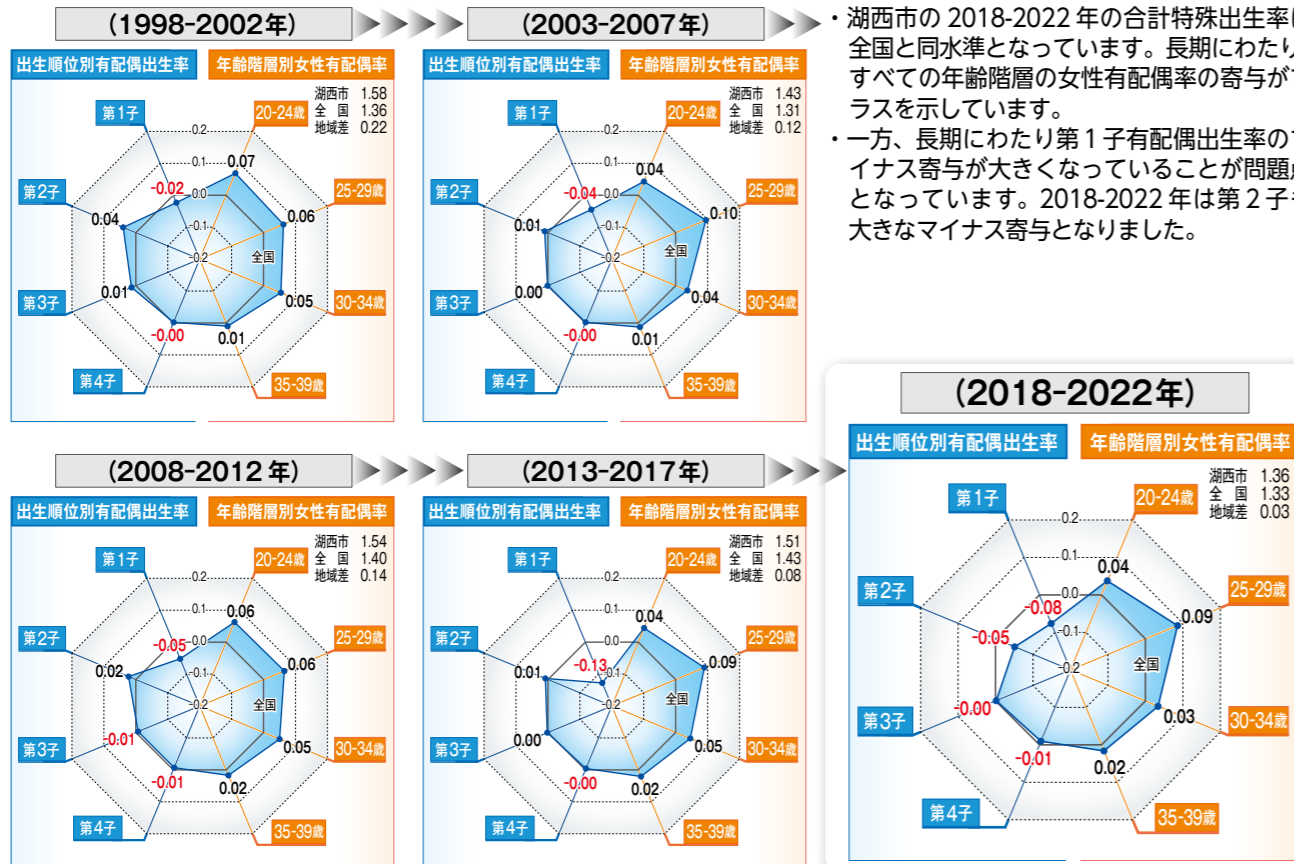 (1998-2002年)
出生順位別有配偶出生率
年齢階層別女性有配偶率
湖西市 1.58
全 国 1.36
地域差 0.22
第1子
20-24歳
0.2
0.1
0.07
-0.02
0.0
第2子
25-29歳
0.04
0.06
-0.1
-0.2
全国
第3子
0.01
0.05
30-34歳
-0.00
0.01
第4子
35-39歳
(2003-2007年)
出生順位別有配偶出生率
年齢階層別女性有配偶率
湖西市 1.43
全 国 1.31
地域差 0.12
第1子
20-24歳
0.2
0.1
0.04
-0.04
0.0
第2子
25-29歳
0.01
0.10
-0.1
-0.2
全国
第3子
0.00
0.04
30-34歳
-0.00
0.01
第4子
35-39歳
・湖西市の 2018-2022 年の合計特殊出生率
全国と同水準となっています。長期にわたり
すべての年齢階層の女性有配偶率の寄与が
ラスを示しています。
・一方、長期にわたり第 1 子有配偶出生率の
イナス寄与が大きくなっていることが問題
となっています。2018-2022 年は第 2 子
大きなマイナス寄与となりました。
(2008-2012 年)
出生順位別有配偶出生率
年齢階層別女性有配偶率
湖西市 1.54
全 国 1.40
地域差 0.14
第1子
20-24歳
0.2
0.1
0.06
-0.05
0.0
第2子
25-29歳
0.02
0.06
-0.1
-0.2
全国
第3子
-0.01
0.05
30-34歳
-0.01
0.02
第4子
35-39歳
(2013-2017年)
出生順位別有配偶出生率
年齢階層別女性有配偶率
湖西市 1.51
全 国 1.43
地域差 0.08
第1子
20-24歳
0.2
0.1
0.04
0.0
第2子
25-29歳
0.01
-0.13
0.09
-0.1
-0.2
全国
第3子
0.00
0.05
30-34歳
-0.00
0.02
第4子
35-39歳
(2018-2022年)
出生順位別有配偶出生率
年齢階層別女性有配偶率
湖西市 1.36
全 国 1.33
地域差 0.03
第1子
20-24歳
0.2
0.1
0.04
0.0
第2子
25-29歳
-0.08
0.09
-0.05
-0.1
-0.2
全国
第3子
-0.00
0.03
30-34歳
-0.01
0.02
第4子
35-39歳